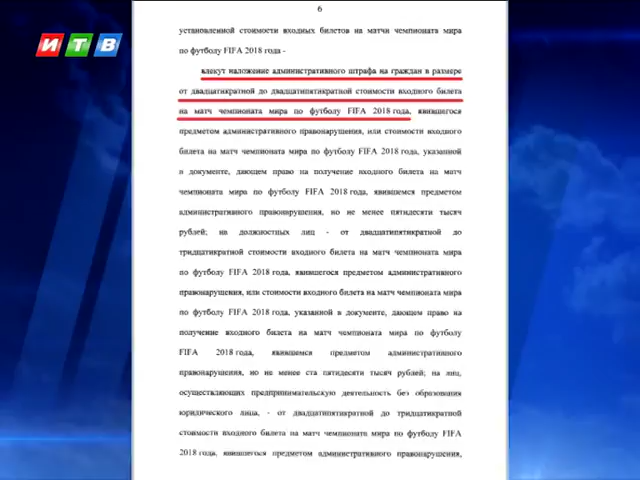 6
ИТВ
установленной стоимости входных билетов на матчи чемпионата мира
по футболу FIFA 2018 года -
влекут наложение административного штрафа на граждан в размере
от двадцатикратной до двадцатипятикратной стоимости входного билета
на матч чемпионата мира по футболу FIFA 2018 года, явившегося
предметом административного правонарушения, или стоимости входного
билета на матч чемпионата мира по футболу FIFA 2018 года, указанной
в документе, дающем право на получение входного билета на матч
чемпионата мира по футболу FIFA 2018 года, явившемся предметом
административного правонарушения, но не менее пятидесяти тысяч
рублей; на должностных лиц - от двадцатипятикратной до
тридцатикратной стоимости входного билета на матч чемпионата мира
по футболу FIFA 2018 года, явившегося предметом административного
правонарушения, или стоимости входного билета на матч чемпионата мира
по футболу FIFA 2018 года, указанной в документе, дающем право на
получение входного билета на матч чемпионата мира по футболу
FIFA 2018 года, явившемся предметом административного
правонарушения, но не менее ста пятидесяти тысяч рублей; на лиц,
осуществляющих предпринимательскую деятельность без образования
юридического лица, - от двадцатипятикратной до тридцатикратной
стоимости входного билета на матч чемпионата мира по футболу FIFA
2018 года, явившегося предметом административного правонарушения,